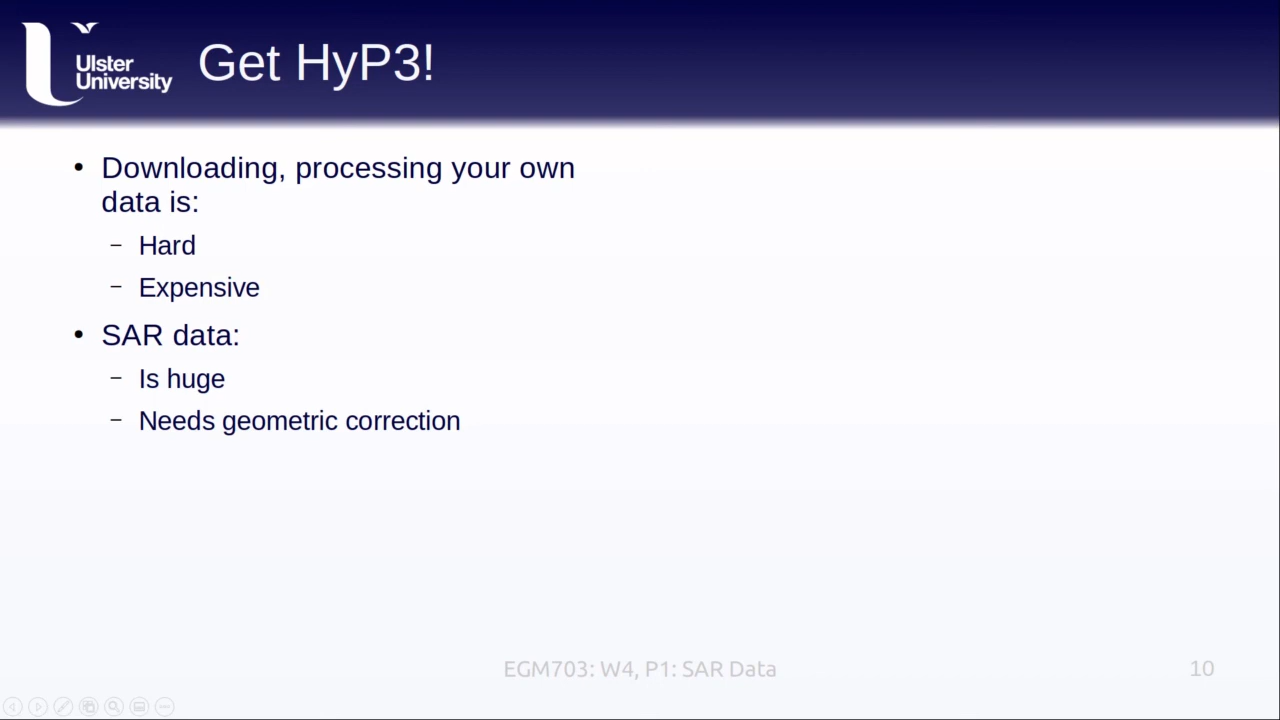 Ulster
University
Get HyP3!
• Downloading, processing your own
data is:
– Hard
– Expensive
• SAR data:
– Is huge
– Needs geometric correction
EGM703: W4, P1: SAR Data
10